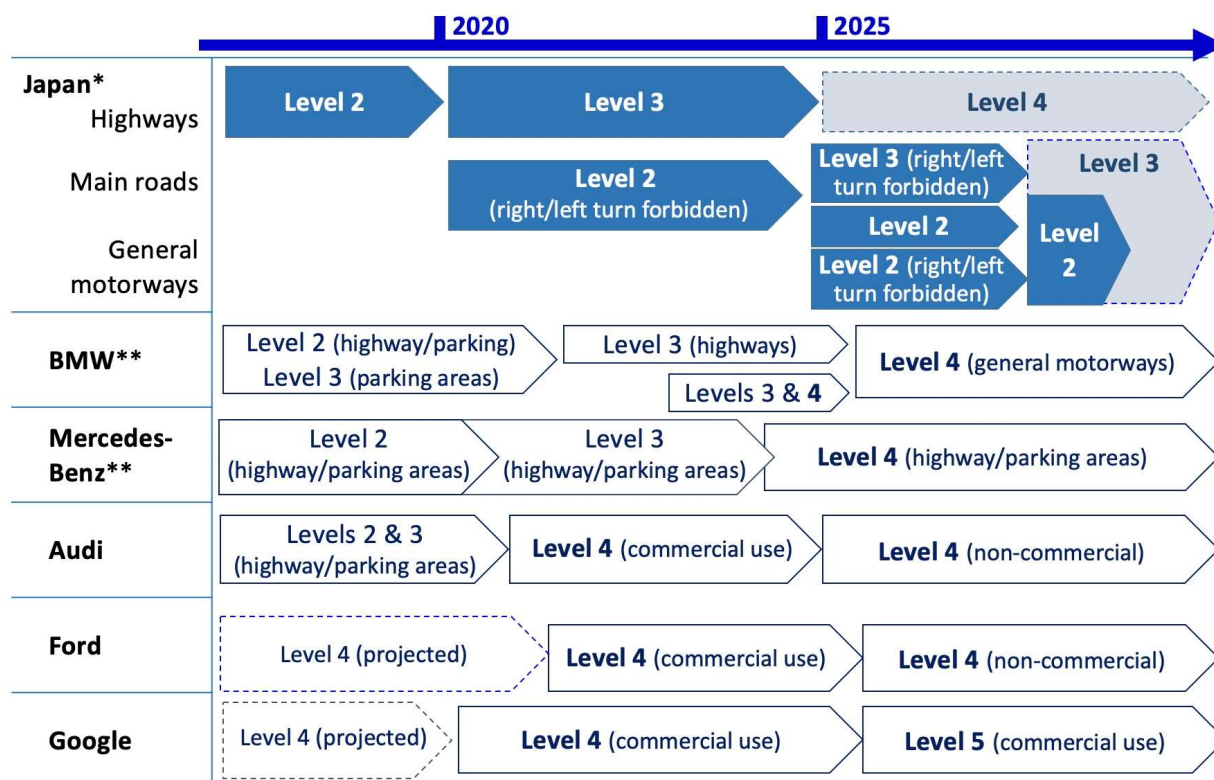 2020
2025
Japan*
Highways
Level 2
Level 3
Level 4
Main roads
Level 2
(right/left turn forbidden)
Level 3 (right/left
turn forbidden)
Level 3
General
motorways
Level 2
Level 2 (right/left
turn forbidden)
Level
2
BMW**
Level 2 (highway/parking)
Level 3 (parking areas)
Level 3 (highways)
Levels 3 & 4
Level 4 (general motorways)
Mercedes-
Benz**
Level 2
(highway/parking areas)
Level 3
(highway/parking areas)
Level 4 (highway/parking areas)
Audi
Levels 2 & 3
(highway/parking areas)
Level 4 (commercial use)
Level 4 (non-commercial)
Ford
Level 4 (projected)
Level 4 (commercial use)
Level 4 (non-commercial)
Google
Level 4 (projected)
Level 4 (commercial use)
Level 5 (commercial use)